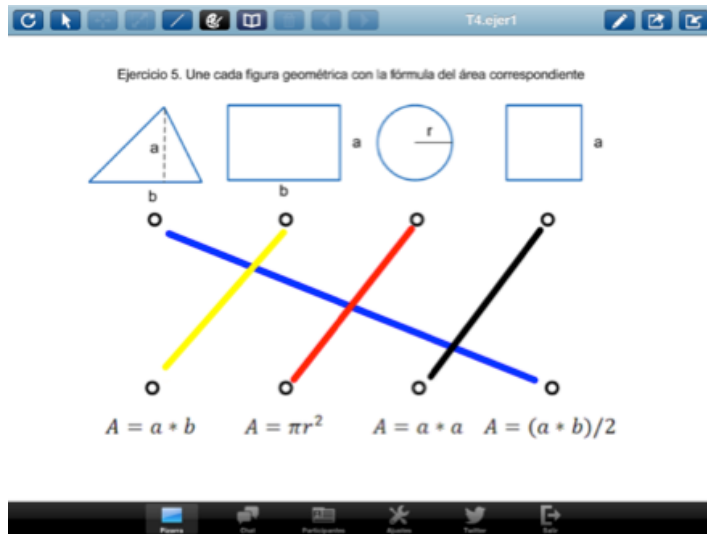 T4.ejer1
Ejercicio 5. Une cada figura geométrica con la fórmula del área correspondiente
a
b
a
b
r
a
A = a * b
A = πr²
A = a * a
A = (a * b)/2
Pizarra
Chat
Participantes
Ajustes
Twitter
Salir